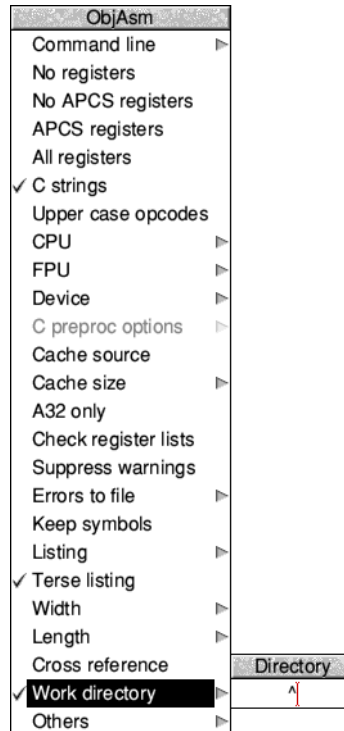 ObjAsm
Command line
No registers
No APCS registers
APCS registers
All registers
C strings
Upper case opcodes
CPU
FPU
Device
C preproc options
Cache source
Cache size
A32 only
Check register lists
Suppress warnings
Errors to file
Keep symbols
Listing
Terse listing
Width
Length
Cross reference
Directory
Work directory
^
Others